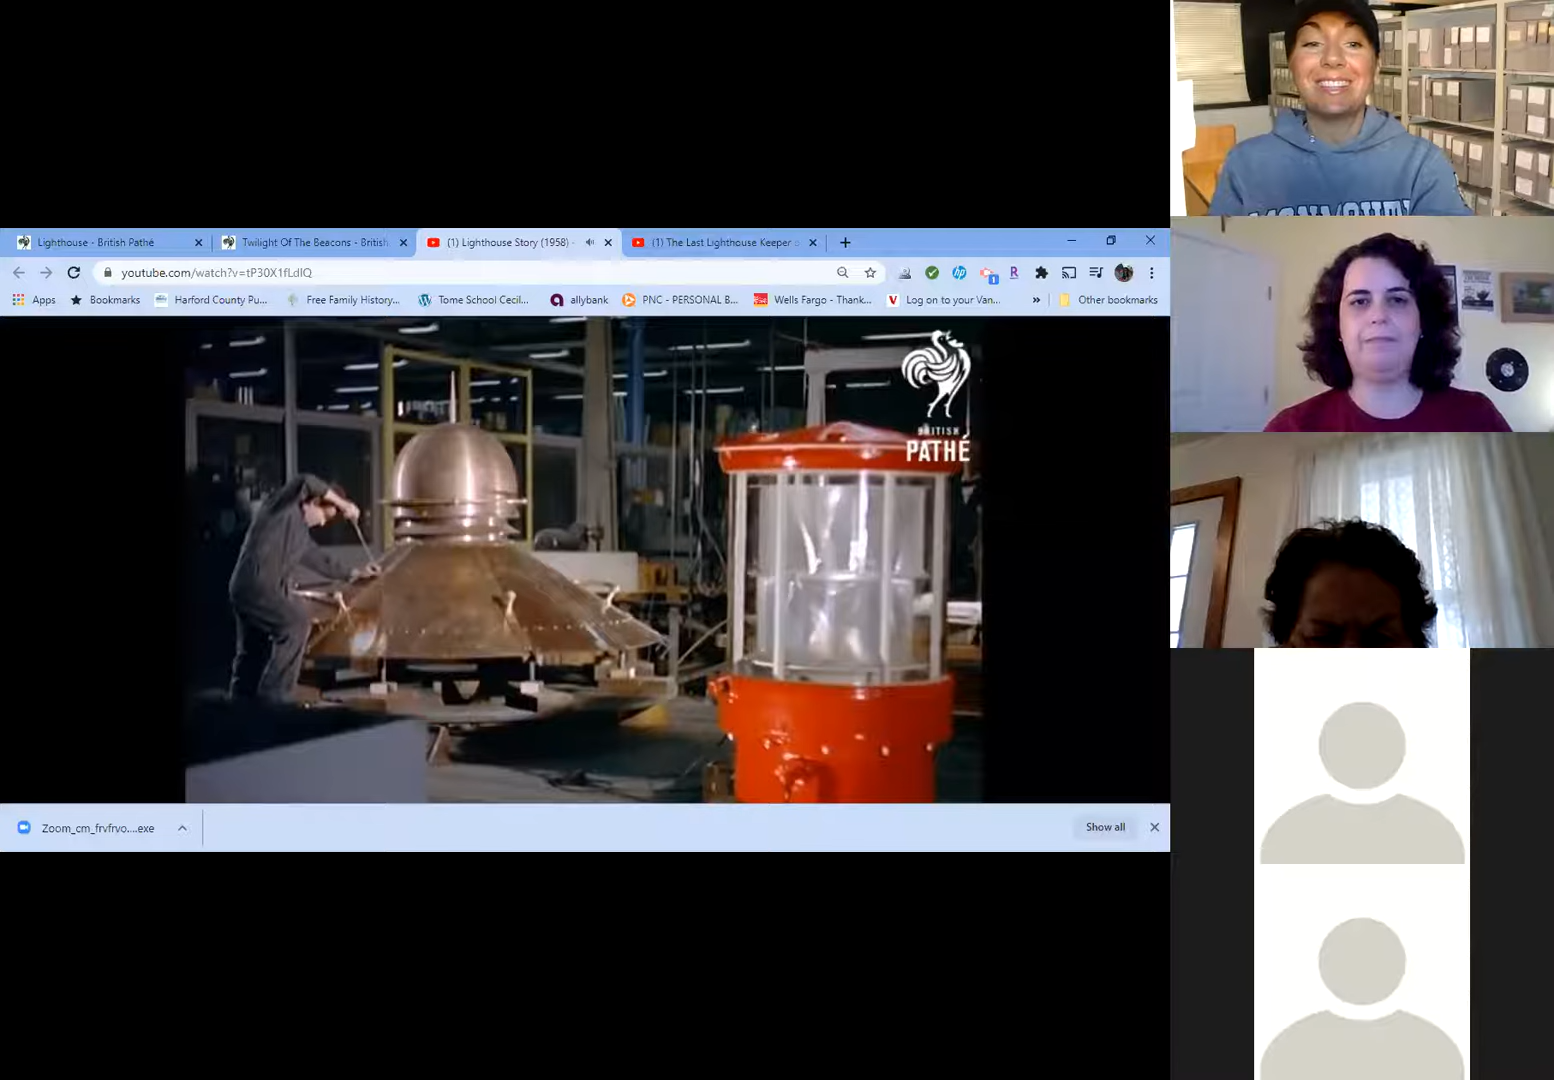 Lighthouse - British Pathé
Twilight Of The Beacons - British
(1) Lighthouse Story (1958) -
(1) The Last Lighthouse Keeper o
youtube.com/watch?v=tP30X1fLdIQ
Apps
Bookmarks
Harford County Pu...
Free Family History...
Tome School Cecil...
allybank
PNC - PERSONAL B...
Wells Fargo - Thank...
Log on to your Van...
»
Other bookmarks
BRITISH
PATHÉ
Zoom_cm_frvfrvo....exe
Show all